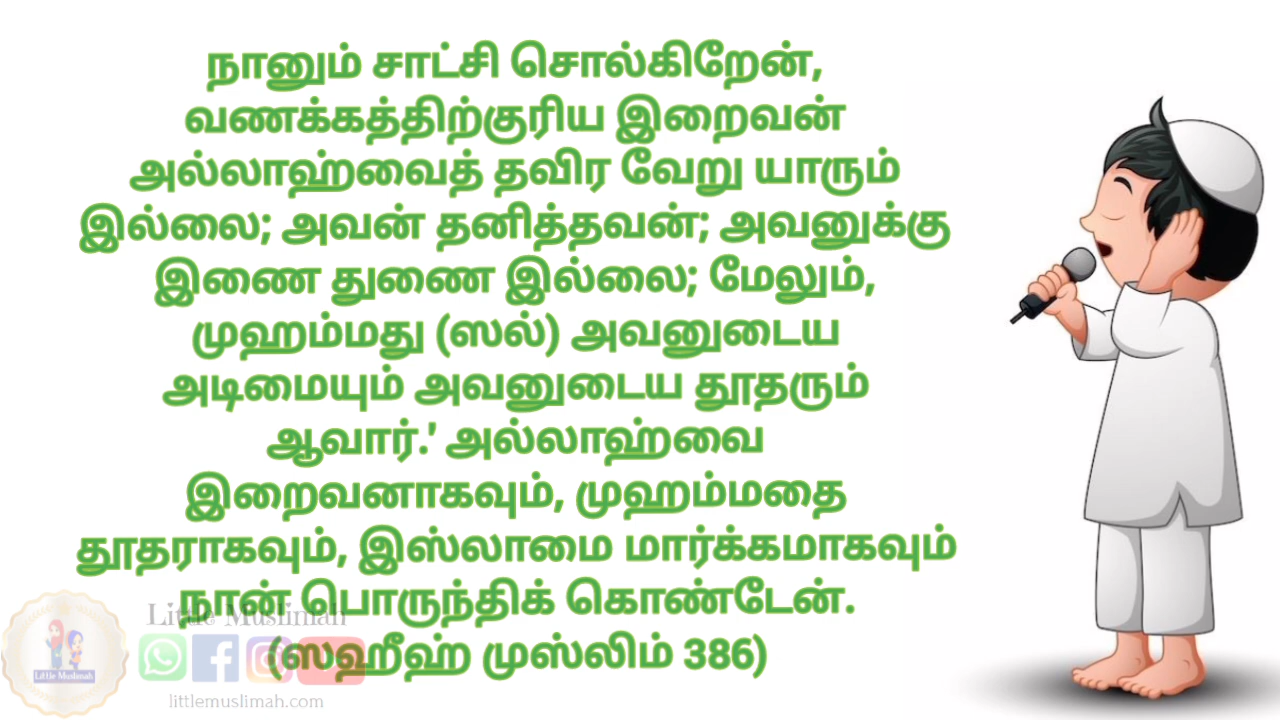 நானும் சாட்சி சொல்கிறேன்,
வணக்கத்திற்குரிய இறைவன்
அல்லாஹ்வைத் தவிர வேறு யாரும்
இல்லை; அவன் தனித்தவன்; அவனுக்கு
இணை துணை இல்லை; மேலும்,
முஹம்மது (ஸல்) அவனுடைய
அடிமையும் அவனுடைய தூதரும்
ஆவார்.' அல்லாஹ்வை
இறைவனாகவும், முஹம்மதை
தூதராகவும், இஸ்லாமை மார்க்கமாகவும்
நான் பொருந்திக் கொண்டேன்.
(ஸஹீஹ் முஸ்லிம் 386)
Little Muslimah
Little Muslimah
littlemuslimah.com